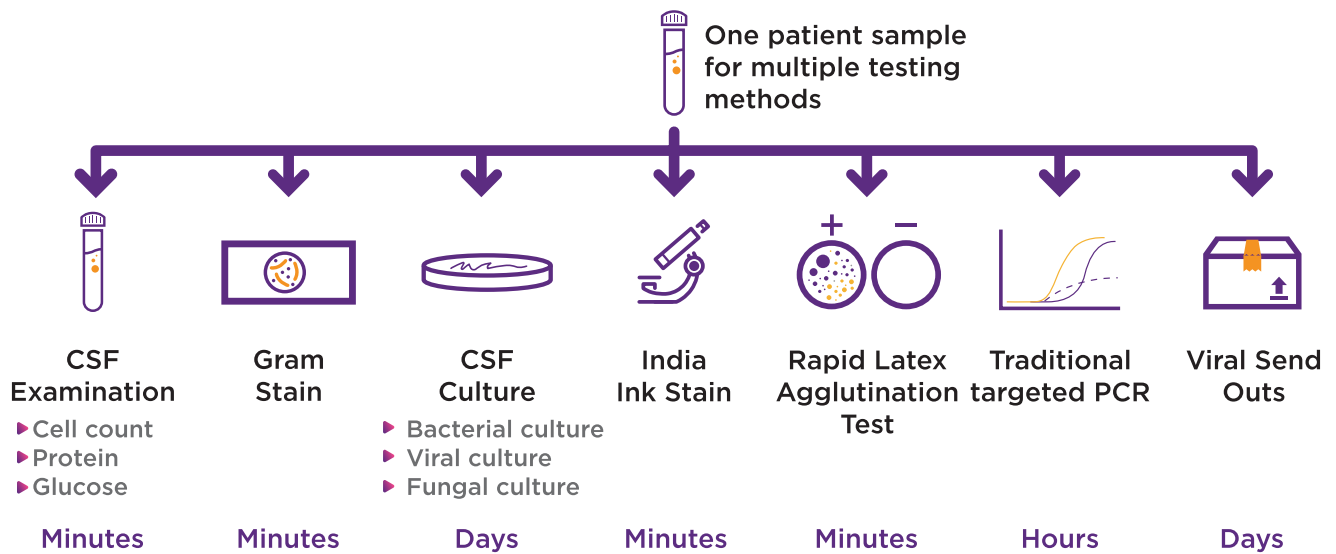 One patient sample
for multiple testing
methods
CSF
Examination
Cell count
Protein
Glucose
Minutes
Gram
Stain
Minutes
CSF
Culture
Bacterial culture
Viral culture
Fungal culture
Days
India
Ink Stain
Minutes
+ −
Rapid Latex
Agglutination
Test
Minutes
Traditional
targeted PCR
Hours
Viral Send
Outs
Days